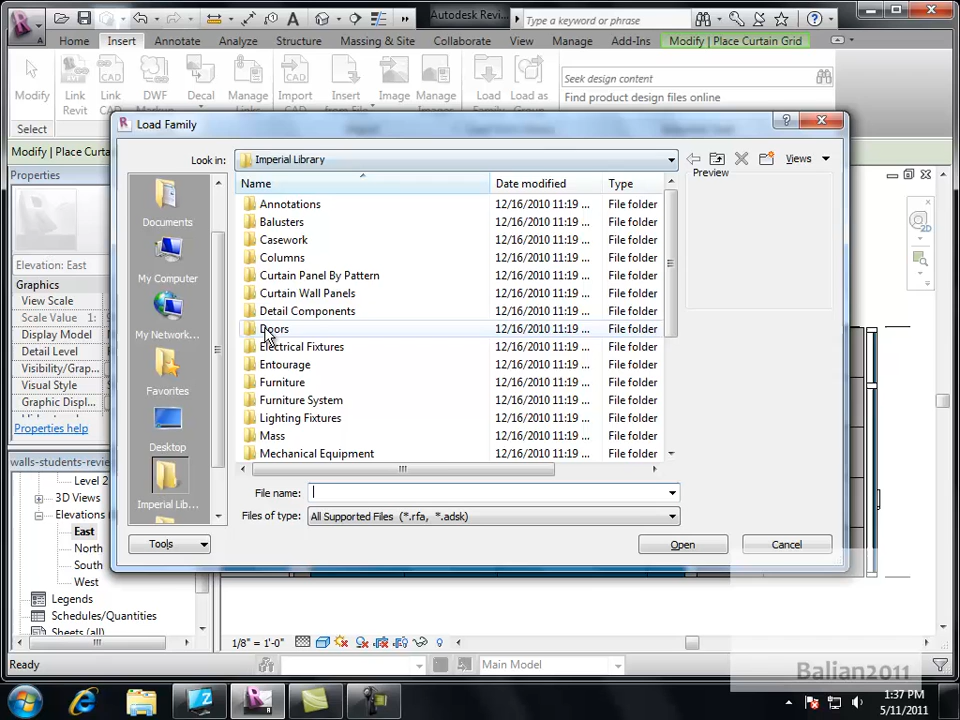 Autodesk Revi...
Type a keyword or phrase
Home Insert Annotate Analyze Structure Massing & Site Collaborate View Manage Add-Ins Modify | Place Curtain Grid
Modify
Link
Revit
Link
CAD
DWF
Markup
Decal
Manage
Links
Import
CAD
Insert
from File
Image
Manage
Images
Load
Family
Load as
Group
Seek design content
Find product design files online
Select
Load Family
Modify | Place Curta
Look in:
Imperial Library
Views
Properties
Name Date modified Type
Preview
Annotations 12/16/2010 11:19 ... File folder
Balusters 12/16/2010 11:19 ... File folder
Casework 12/16/2010 11:19 ... File folder
Columns 12/16/2010 11:19 ... File folder
Curtain Panel By Pattern 12/16/2010 11:19 ... File folder
Curtain Wall Panels 12/16/2010 11:19 ... File folder
Detail Components 12/16/2010 11:19 ... File folder
Doors 12/16/2010 11:19 ... File folder
Electrical Fixtures 12/16/2010 11:19 ... File folder
Entourage 12/16/2010 11:19 ... File folder
Furniture 12/16/2010 11:19 ... File folder
Furniture System 12/16/2010 11:19 ... File folder
Lighting Fixtures 12/16/2010 11:19 ... File folder
Mass 12/16/2010 11:19 ... File folder
Mechanical Equipment 12/16/2010 11:19 ... File folder
Documents
My Computer
My Network...
Favorites
Desktop
Imperial Lib...
Elevation: East
Graphics
View Scale
Scale Value 1:
Display Model
Detail Level
Visibility/Grap...
Visual Style
Graphic Displ...
Properties help
File name:
Files of type:
All Supported Files (*.rfa, *.adsk)
Tools
Open
Cancel
walls-students-revie
Level 2
3D Views
Elevations (
East
North
South
West
Legends
Schedules/Quantities
Sheets (all)
1/8" = 1'-0"
Ready
:0
Main Model
Balian2011
2D
1:37 PM
5/11/2011